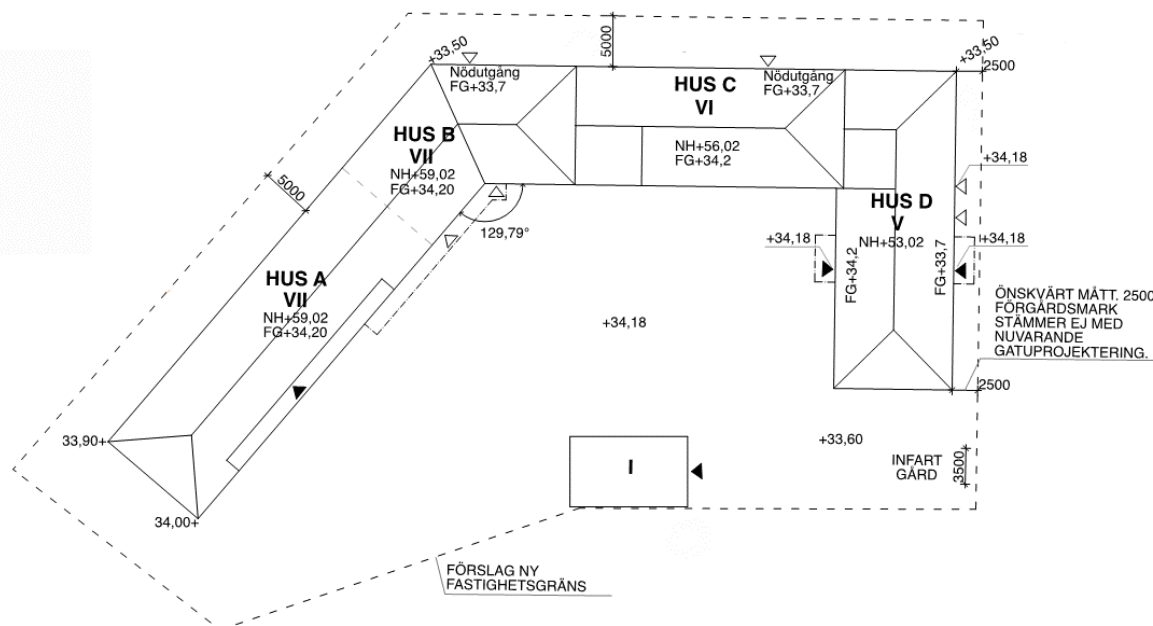 +33,50
5000
+33,50
2500
Nödutgång
FG+33,7
HUS C
VI
Nödutgång
FG+33,7
HUS B
VII
NH+59,02
FG+34,20
NH+56,02
FG+34,2
+34,18
5000
129,79°
HUS D
V
NH+53,02
+34,18
+34,18
FG+34,2
FG+33,7
HUS A
VII
NH+59,02
FG+34,20
+34,18
ÖNSKVÄRT MÅTT. 2500
FÖRGÅRDSMARK
STÄMMER EJ MED
NUVARANDE
GATUPROJEKTERING.
2500
33,90+
+33,60
I
INFART
GÅRD
3500
34,00+
FÖRSLAG NY
FASTIGHETSGRÄNS